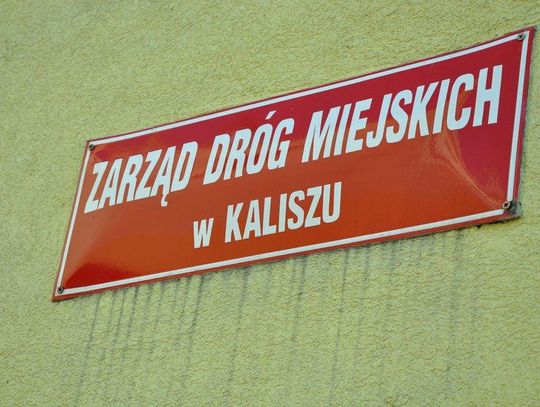 ZARZĄD DRÓG MIEJSKICH
w KALISZU